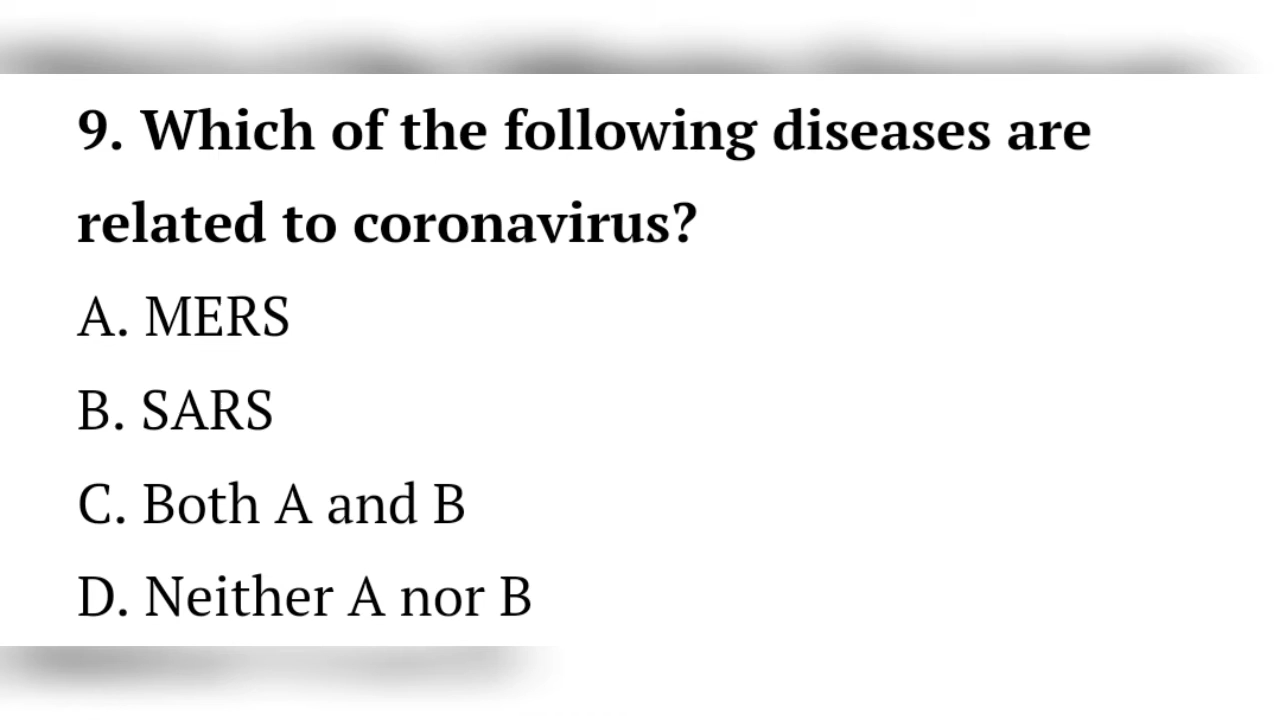 9. Which of the following diseases are
related to coronavirus?
A. MERS
B. SARS
C. Both A and B
D. Neither A nor B